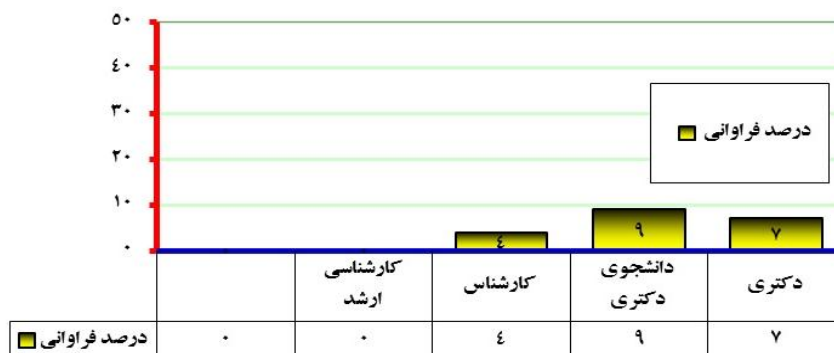 ٥٠
٤٠
٣٠
٢٠
١٠
٠
درصد فراوانی
٤
٩
٧
کارشناسی
ارشد
کارشناس
دانشجوی
دکتری
دکتری
درصد فراوانی
٠
٠
٤
٩
٧